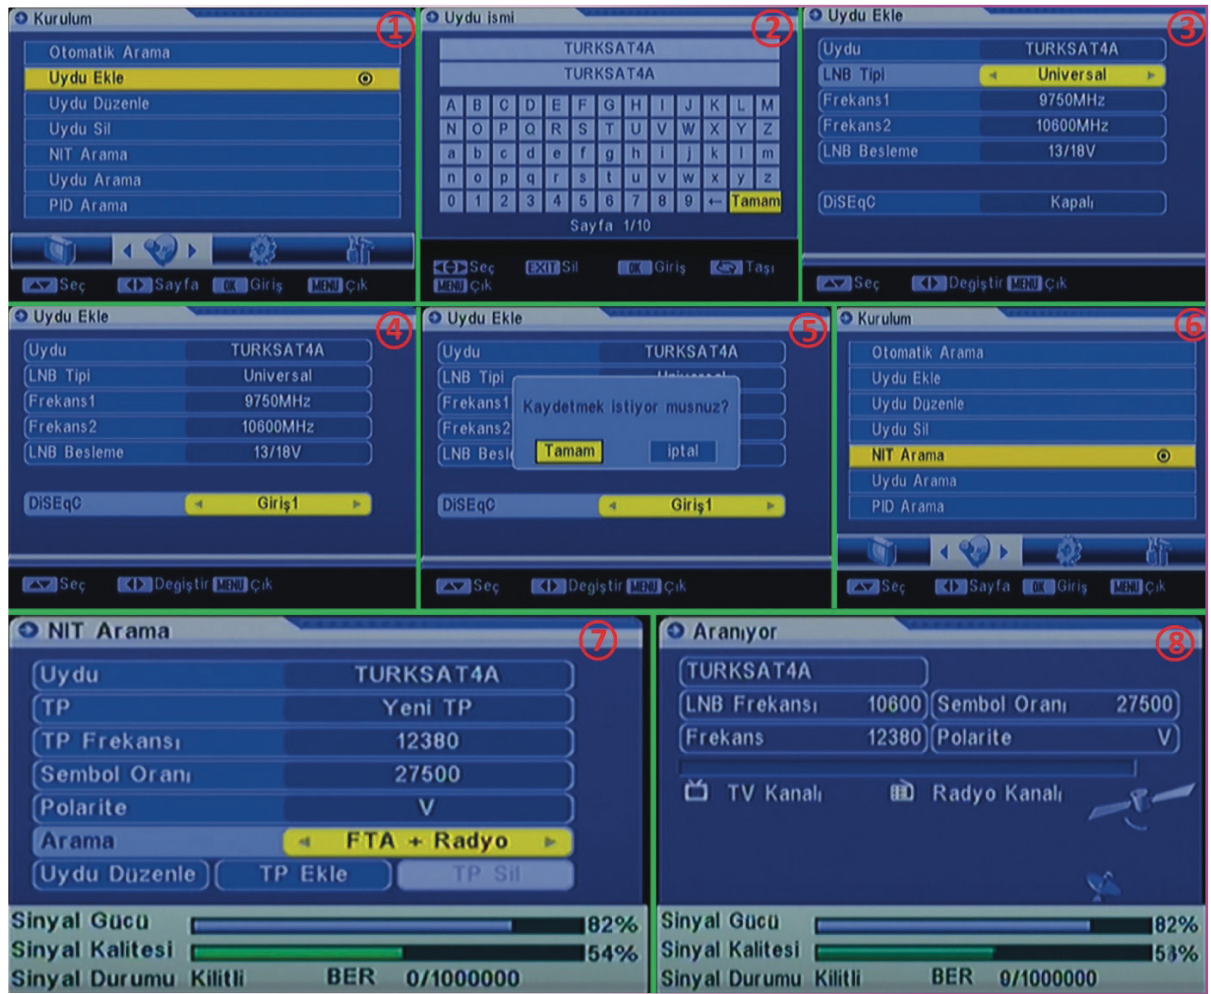 Kurulum ①
Otomatik Arama
Uydu Ekle
Uydu Düzenle
Uydu Sil
NIT Arama
Uydu Arama
PID Arama
Seç Sayfa OK Giriş MENU Çık
Uydu ismi ②
TURKSAT4A
TURKSAT4A
A B C D E F G H I J K L M
N O P Q R S T U V W X Y Z
a b c d e f g h i j k l m
n o p q r s t u v w x y z
0 1 2 3 4 5 6 7 8 9 ← Tamam
Sayfa 1/10
Seç EXIT Sil OK Giriş Taşı
MENU Çık
Uydu Ekle ③
Uydu TURKSAT4A
LNB Tipi Universal
Frekans1 9750MHz
Frekans2 10600MHz
LNB Besleme 13/18V
DiSEqC Kapalı
Seç Degiştir MENU Çık
Uydu Ekle ④
Uydu TURKSAT4A
LNB Tipi Universal
Frekans1 9750MHz
Frekans2 10600MHz
LNB Besleme 13/18V
DiSEqC Giriş1
Seç Degiştir MENU Çık
Uydu Ekle ⑤
Uydu TURKSAT4A
LNB Tipi
Frekans1
Frekans2
LNB Besl
Kaydetmek istiyor musnuz?
Tamam iptal
DiSEqC Giriş1
Seç Degiştir MENU Çık
Kurulum ⑥
Otomatik Arama
Uydu Ekle
Uydu Düzenle
Uydu Sil
NIT Arama
Uydu Arama
PID Arama
Seç Sayfa OK Giriş MENU Çık
NIT Arama ⑦
Uydu TURKSAT4A
TP Yeni TP
TP Frekansı 12380
Sembol Oranı 27500
Polarite V
Arama FTA + Radyo
Uydu Düzenle TP Ekle TP Sil
Sinyal Gücü 82%
Sinyal Kalitesi 54%
Sinyal Durumu Kilitli BER 0/1000000
Aranıyor ⑧
TURKSAT4A
LNB Frekansı 10600 Sembol Oranı 27500
Frekans 12380 Polarite V
TV Kanalı Radyo Kanalı
Sinyal Gücü 82%
Sinyal Kalitesi
Sinyal Durumu Kilitli BER 9/1000000